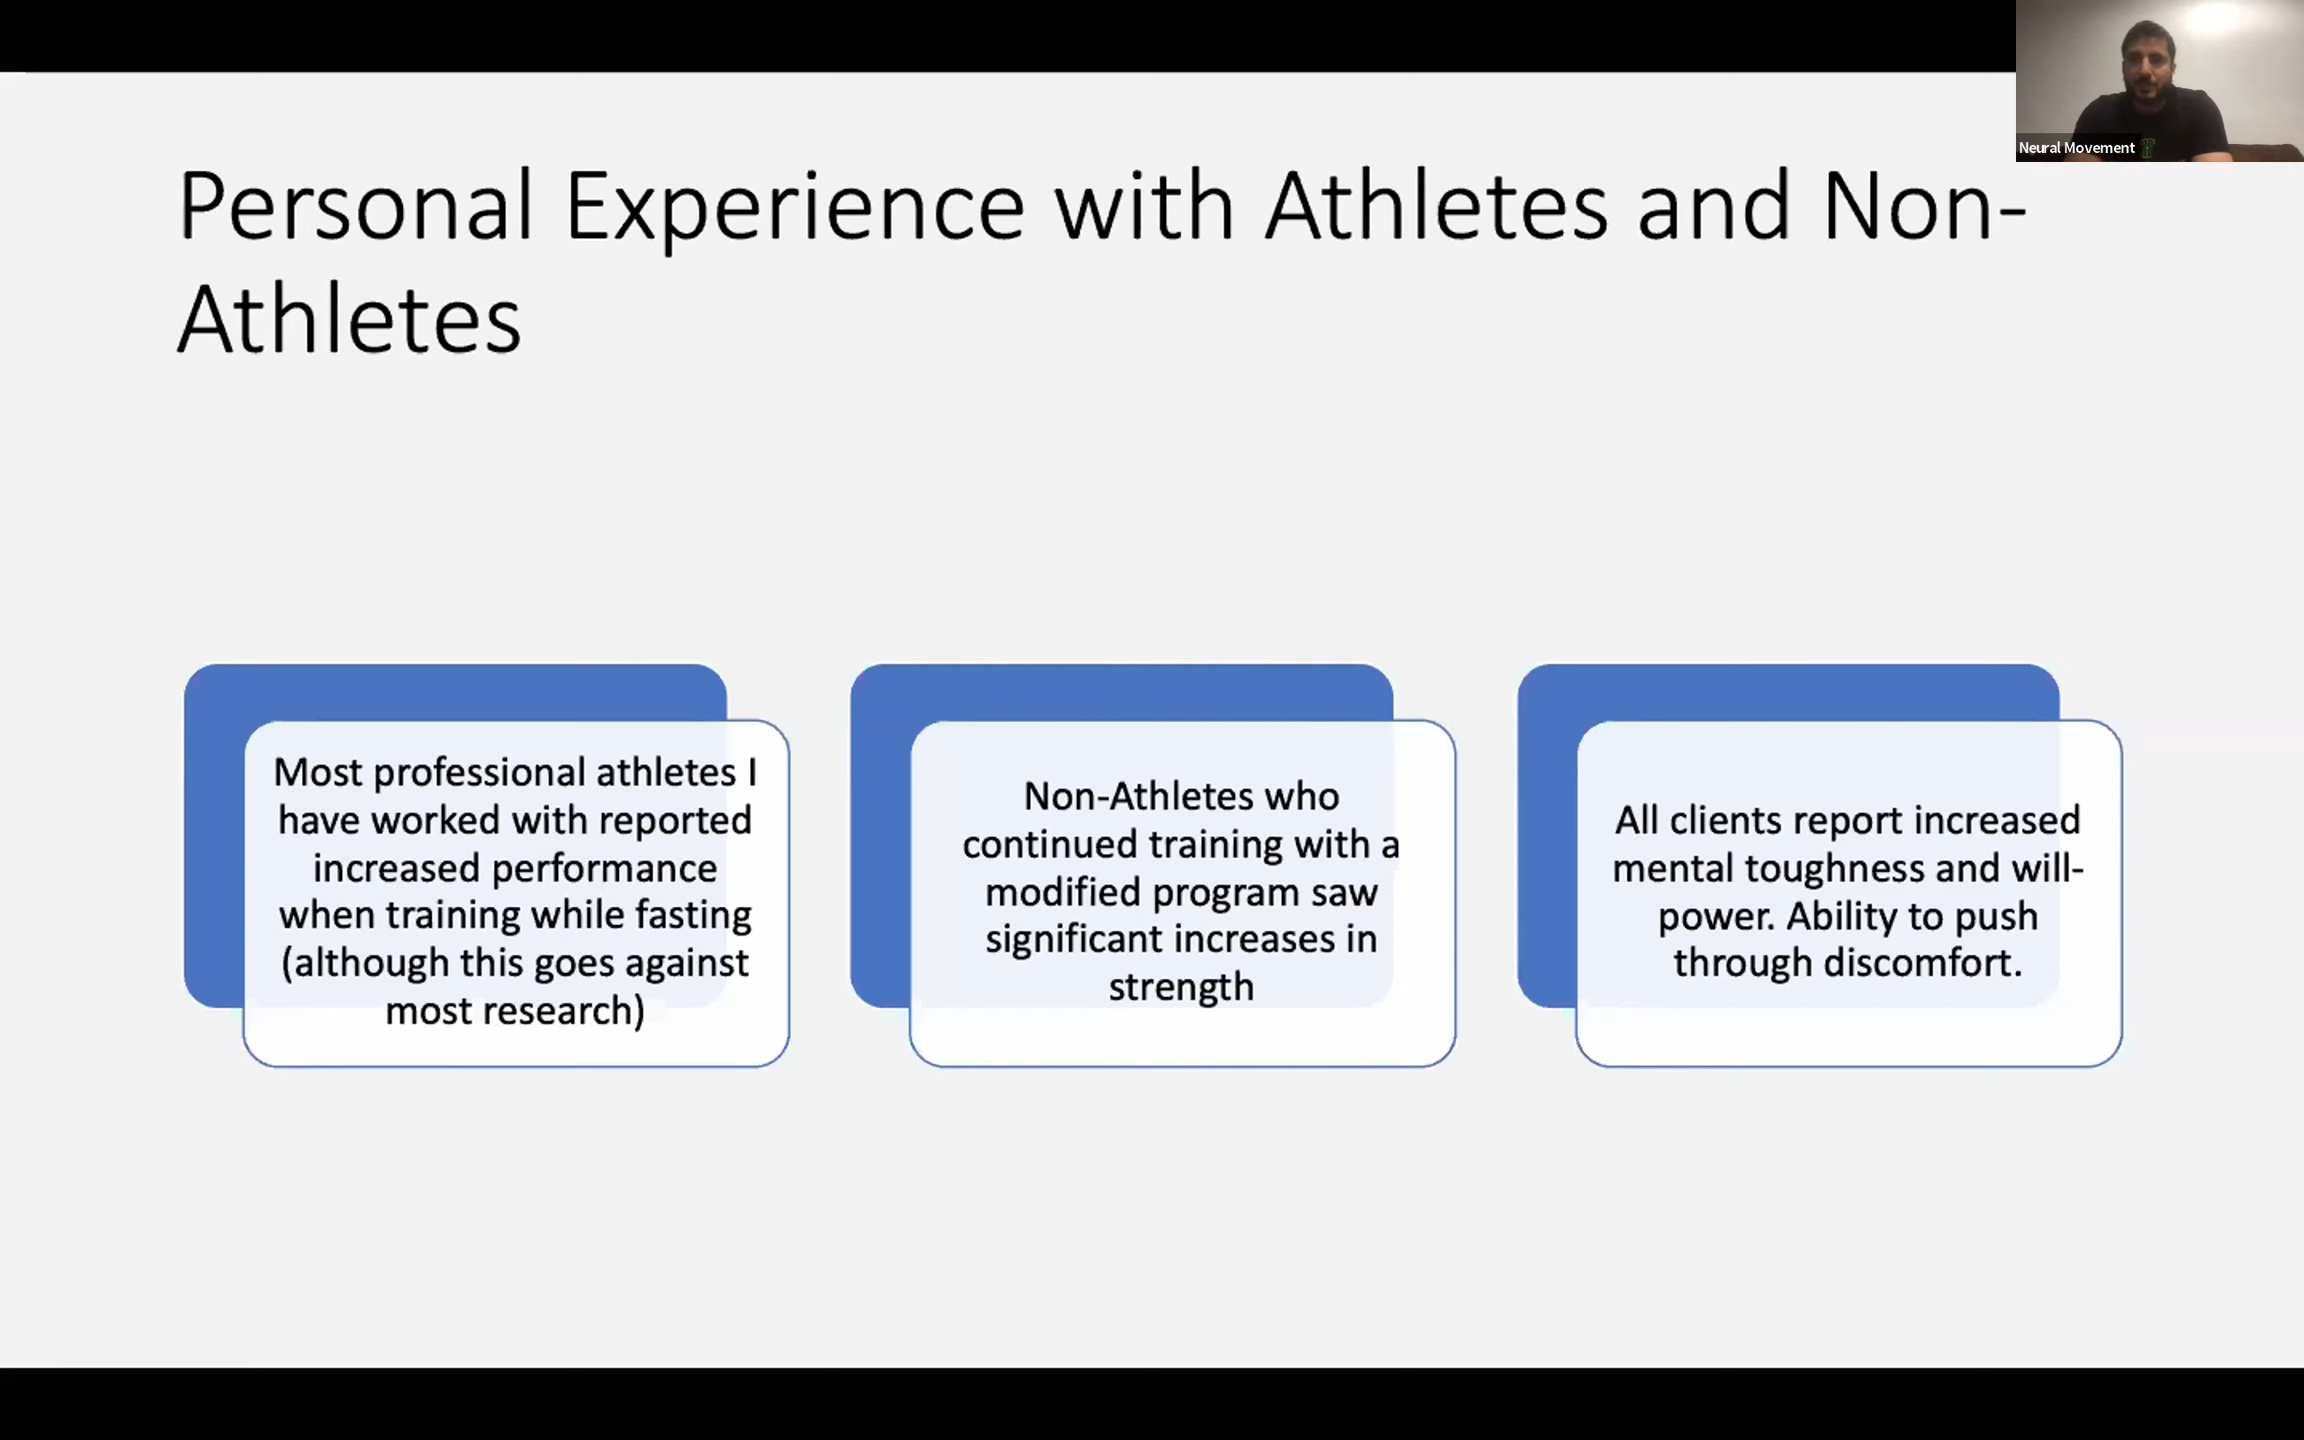 Neural Movement
Personal Experience with Athletes and Non-
Athletes
Most professional athletes I
have worked with reported
increased performance
when training while fasting
(although this goes against
most research)
Non-Athletes who
continued training with a
modified program saw
significant increases in
strength
All clients report increased
mental toughness and will-
power. Ability to push
through discomfort.